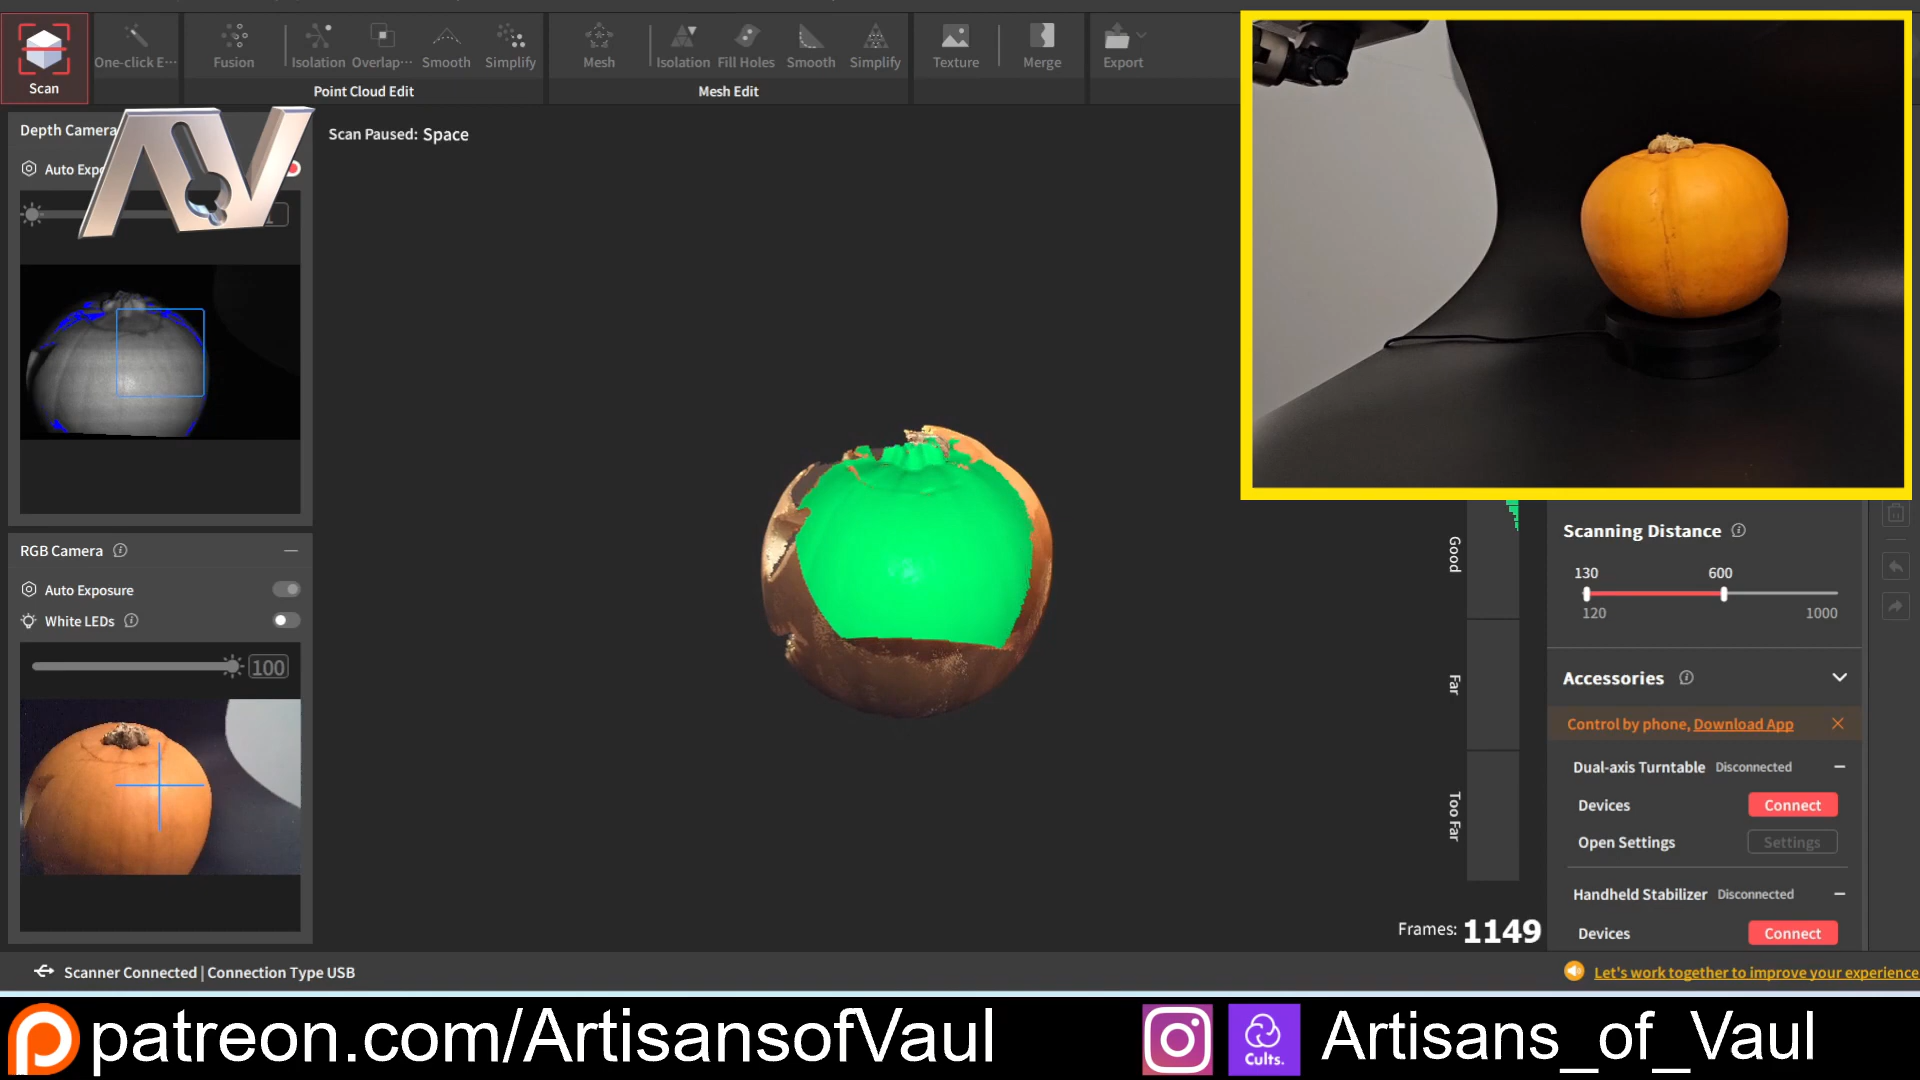 Scan
One-click E···
Fusion
Isolation
Overlap···
Smooth
Simplify
Point Cloud Edit
Mesh
Isolation
Fill Holes
Smooth
Simplify
Mesh Edit
Texture
Merge
Export
Depth Camera
Auto Expo
AV
Scan Paused: Space
RGB Camera
Auto Exposure
White LEDs
100
Good
Far
Too Far
Frames: 1149
Scanning Distance
130 600
120 1000
Accessories
Control by phone, Download App
Dual-axis Turntable Disconnected
Devices Connect
Open Settings Settings
Handheld Stabilizer Disconnected
Devices Connect
Scanner Connected | Connection Type USB
Let's work together to improve your experience
patreon.com/ArtisansofVaul
Cults.
Artisans_of_Vaul